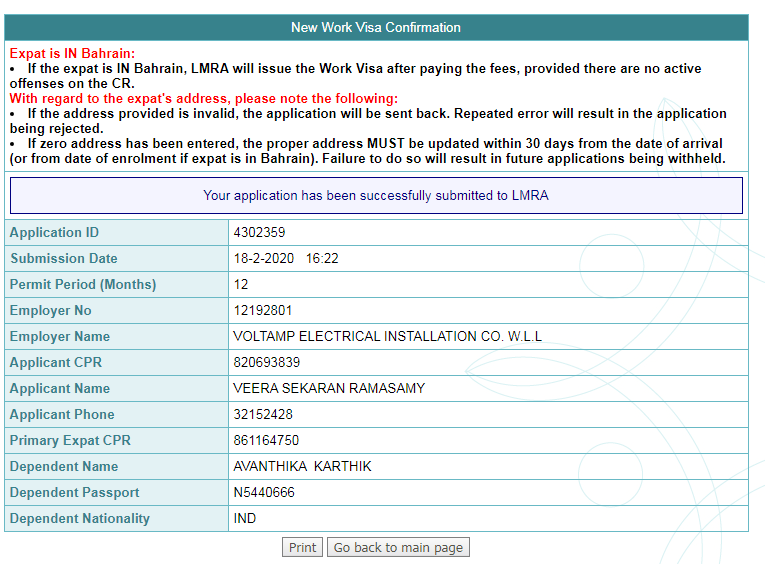 New Work Visa Confirmation
Expat is IN Bahrain:
• If the expat is IN Bahrain, LMRA will issue the Work Visa after paying the fees, provided there are no active
offenses on the CR.
With regard to the expat's address, please note the following:
• If the address provided is invalid, the application will be sent back. Repeated error will result in the application
being rejected.
• If zero address has been entered, the proper address MUST be updated within 30 days from the date of arrival
(or from date of enrolment if expat is in Bahrain). Failure to do so will result in future applications being withheld.
Your application has been successfully submitted to LMRA
Application ID 4302359
Submission Date 18-2-2020 16:22
Permit Period (Months) 12
Employer No 12192801
Employer Name VOLTAMP ELECTRICAL INSTALLATION CO. W.L.L
Applicant CPR 820693839
Applicant Name VEERA SEKARAN RAMASAMY
Applicant Phone 32152428
Primary Expat CPR 861164750
Dependent Name AVANTHIKA KARTHIK
Dependent Passport N5440666
Dependent Nationality IND
Print Go back to main page